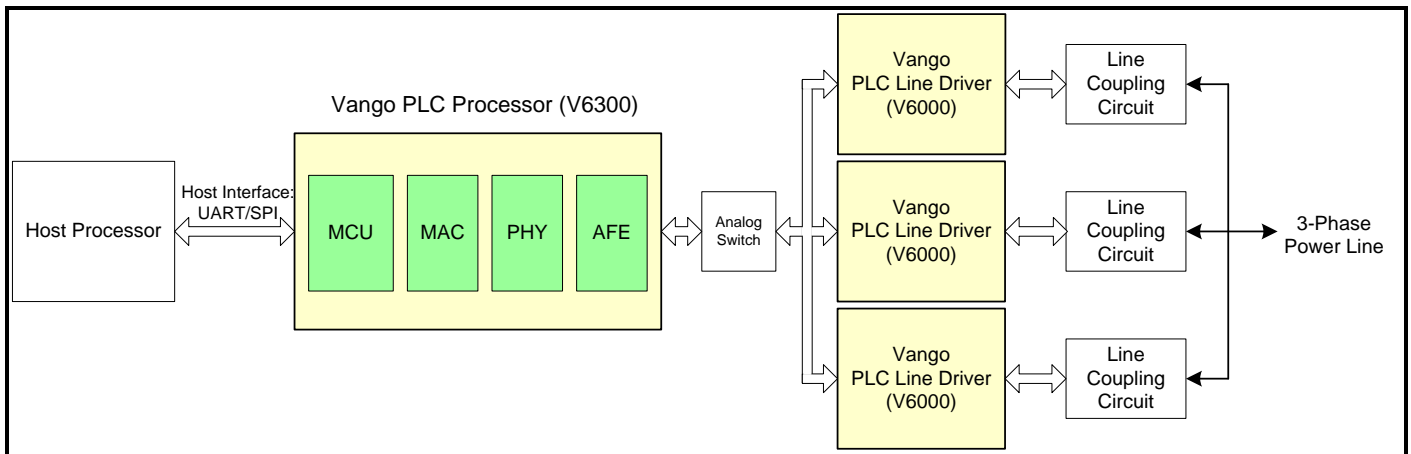 Vango PLC Processor (V6300)
Host Processor
Host Interface:
UART/SPI
MCU
MAC
PHY
AFE
Analog
Switch
Vango
PLC Line Driver
(V6000)
Line
Coupling
Circuit
Vango
PLC Line Driver
(V6000)
Line
Coupling
Circuit
Vango
PLC Line Driver
(V6000)
Line
Coupling
Circuit
3-Phase
Power Line